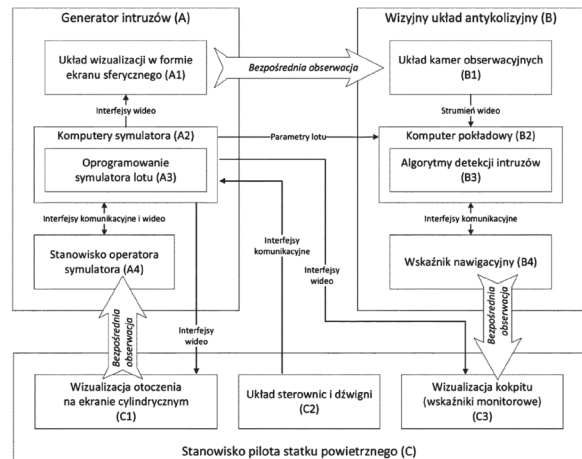 Generator intruzów (A)
Układ wizualizacji w formie
ekranu sferycznego (A1)
Interfejsy wideo
Komputery symulatora (A2)
Oprogramowanie
symulatora lotu (A3)
Interfejsy komunikacyjne i wideo
Stanowisko operatora
symulatora (A4)
Bezpośrednia obserwacja
Wizyjny układ antykolizyjny (B)
Układ kamer obserwacyjnych
(B1)
Strumień wideo
Parametry lotu
Komputer pokładowy (B2)
Algorytmy detekcji intruzów
(B3)
Interfejsy komunikacyjne
Wskaźnik nawigacyjny (B4)
Interfejsy
komunikacyjne
Interfejsy
wideo
Interfejsy
wideo
Bezpośrednia
obserwacja
Bezpośrednia
obserwacja
Wizualizacja otoczenia
na ekranie cylindrycznym
(C1)
Układ sterownic i dźwigni
(C2)
Wizualizacja kokpitu
(wskaźniki monitorowe)
(C3)
Stanowisko pilota statku powietrznego (C)